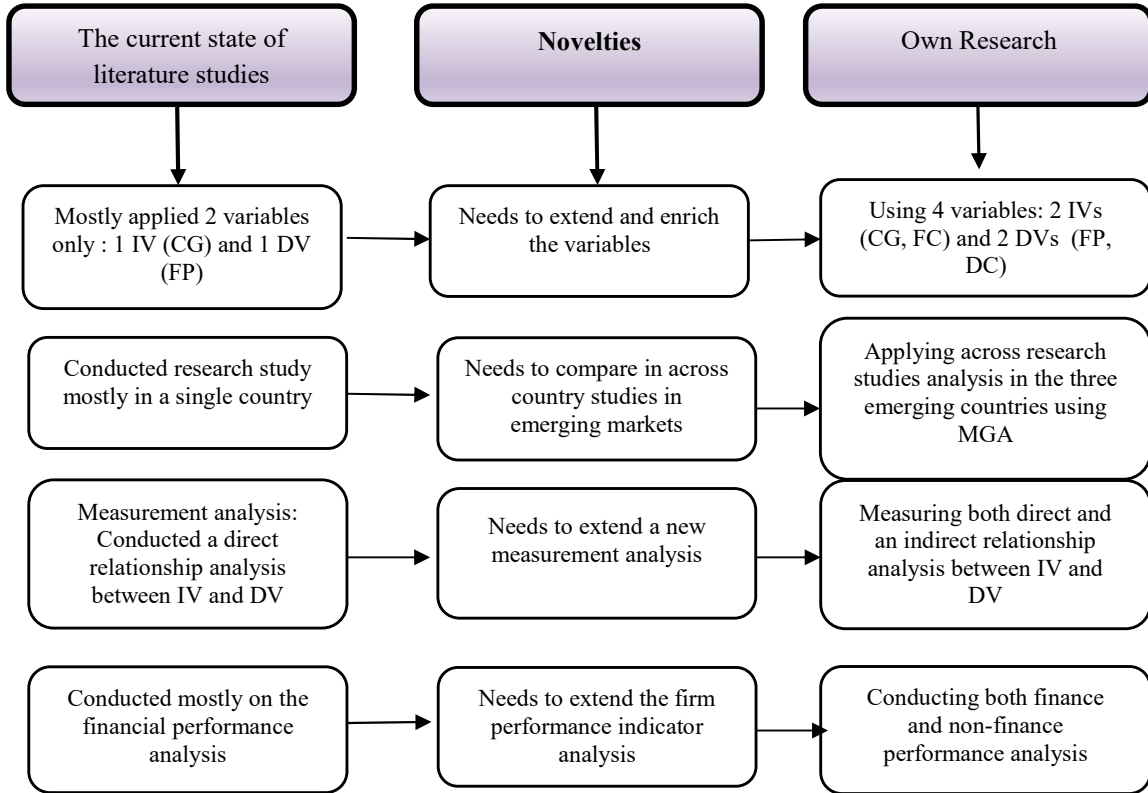 The current state of
literature studies
Novelties
Own Research
Mostly applied 2 variables
only : 1 IV (CG) and 1 DV
(FP)
Needs to extend and enrich
the variables
Using 4 variables: 2 IVs
(CG, FC) and 2 DVs (FP,
DC)
Conducted research study
mostly in a single country
Needs to compare in across
country studies in
emerging markets
Applying across research
studies analysis in the three
emerging countries using
MGA
Measurement analysis:
Conducted a direct
relationship analysis
between IV and DV
Needs to extend a new
measurement analysis
Measuring both direct and
an indirect relationship
analysis between IV and
DV
Conducted mostly on the
financial performance
analysis
Needs to extend the firm
performance indicator
analysis
Conducting both finance
and non-finance
performance analysis